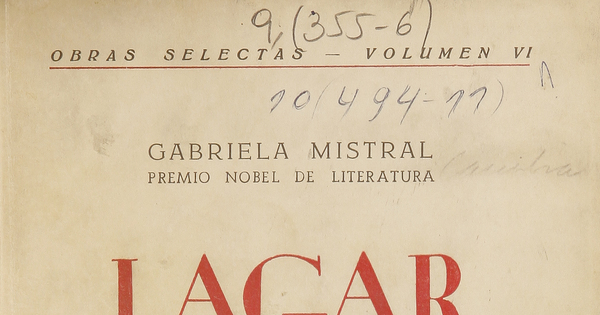 9,(355-6)
OBRAS SELECTAS — VOLUMEN VI
10(494-11)
GABRIELA MISTRAL
PREMIO NOBEL DE LITERATURA
LAGAR